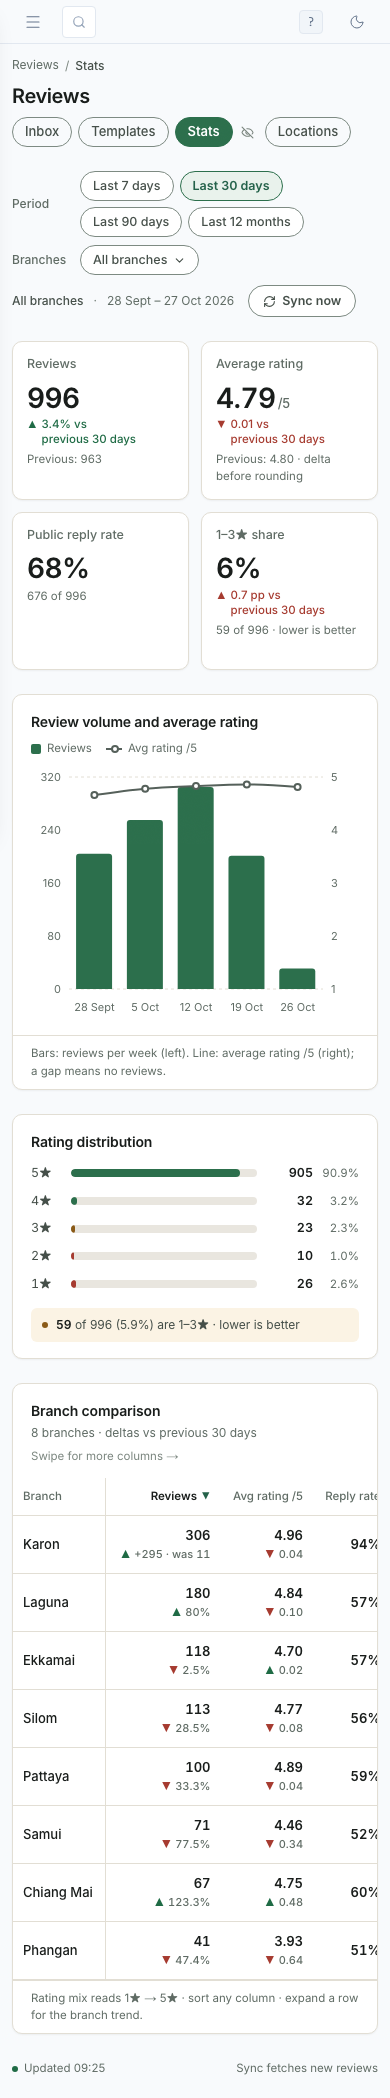 ?
Reviews / Stats
Reviews
Inbox Templates Stats Locations
Period Last 7 days Last 30 days
Last 90 days Last 12 months
Branches All branches
All branches · 28 Sept – 27 Oct 2026 Sync now
Reviews
996
▲ 3.4% vs
previous 30 days
Previous: 963
Average rating
4.79 /5
▼ 0.01 vs
previous 30 days
Previous: 4.80 · delta
before rounding
Public reply rate
68%
676 of 996
1–3★ share
6%
▲ 0.7 pp vs
previous 30 days
59 of 996 · lower is better
Review volume and average rating
Reviews Avg rating /5
320 5
240 4
160 3
80 2
0 1
28 Sept 5 Oct 12 Oct 19 Oct 26 Oct
Bars: reviews per week (left). Line: average rating /5 (right);
a gap means no reviews.
Rating distribution
5★ 905 90.9%
4★ 32 3.2%
3★ 23 2.3%
2★ 10 1.0%
1★ 26 2.6%
59 of 996 (5.9%) are 1–3★ · lower is better
Branch comparison
8 branches · deltas vs previous 30 days
Swipe for more columns →
Branch Reviews ▼ Avg rating /5 Reply rate
Karon 306 4.96 94%
▲ +295 · was 11 ▼ 0.04
Laguna 180 4.84 57%
▲ 80% ▼ 0.10
Ekkamai 118 4.70 57%
▼ 2.5% ▲ 0.02
Silom 113 4.77 56%
▼ 28.5% ▼ 0.08
Pattaya 100 4.89 59%
▼ 33.3% ▼ 0.04
Samui 71 4.46 52%
▼ 77.5% ▼ 0.34
Chiang Mai 67 4.75 60%
▲ 123.3% ▲ 0.48
Phangan 41 3.93 51%
▼ 47.4% ▼ 0.64
Rating mix reads 1★ → 5★ · sort any column · expand a row
for the branch trend.
Updated 09:25 Sync fetches new reviews